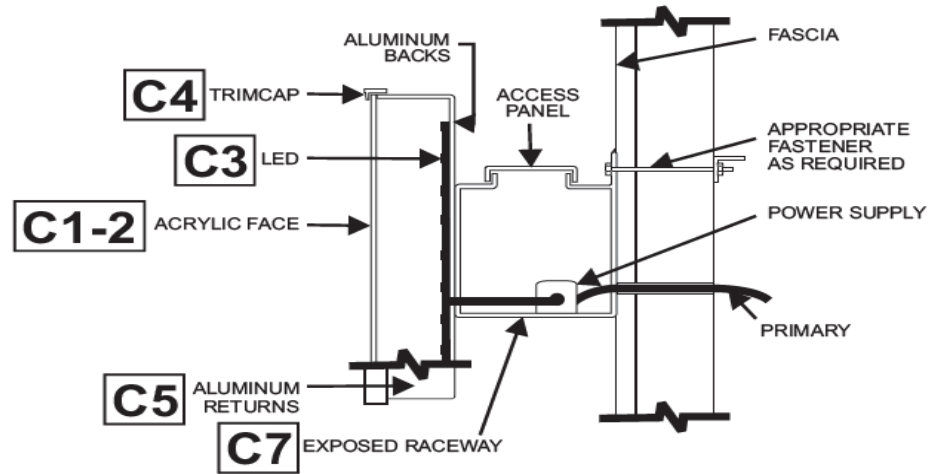 ALUMINUM
BACKS
FASCIA
C4 TRIMCAP
ACCESS
PANEL
APPROPRIATE
FASTENER
AS REQUIRED
C3 LED
C1-2 ACRYLIC FACE
POWER SUPPLY
PRIMARY
C5 ALUMINUM
RETURNS
C7 EXPOSED RACEWAY